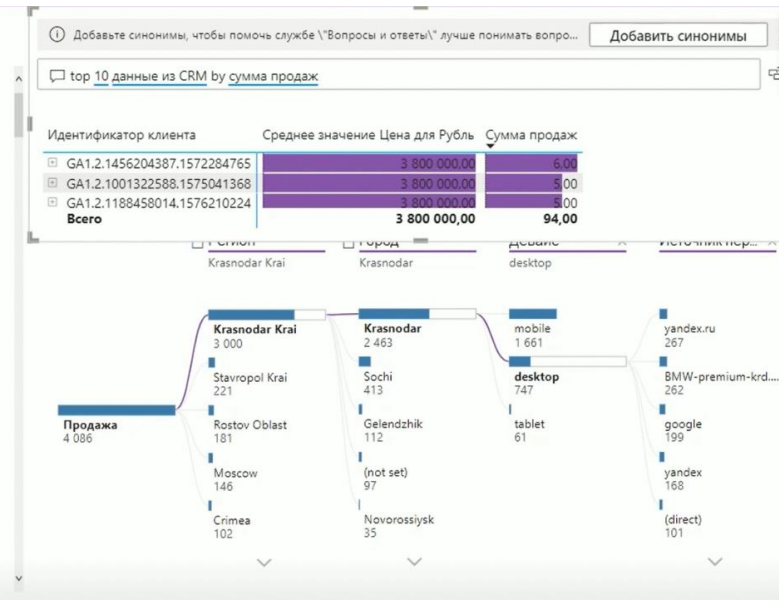 Добавьте синонимы, чтобы помочь службе \"Вопросы и ответы\" лучше понимать вопро...
Добавить синонимы
top 10 данные из CRM by сумма продаж
Идентификатор клиента Среднее значение Цена для Рубль Сумма продаж
GA1.2.1456204387.1572284765 3 800 000,00 6,00
GA1.2.1001322588.1575041368 3 800 000,00 5,00
GA1.2.1188458014.1576210224 3 800 000,00 5,00
Всего 3 800 000,00 94,00
Регион Город Девайс Источник пер...
Krasnodar Krai Krasnodar desktop
Krasnodar Krai Krasnodar mobile yandex.ru
3 000 2 463 1 661 267
Stavropol Krai Sochi desktop BMW-premium-krd....
221 413 747 262
Продажа Rostov Oblast Gelendzhik tablet google
4 086 181 112 61 199
Moscow (not set) yandex
146 97 168
Crimea Novorossiysk (direct)
102 35 101